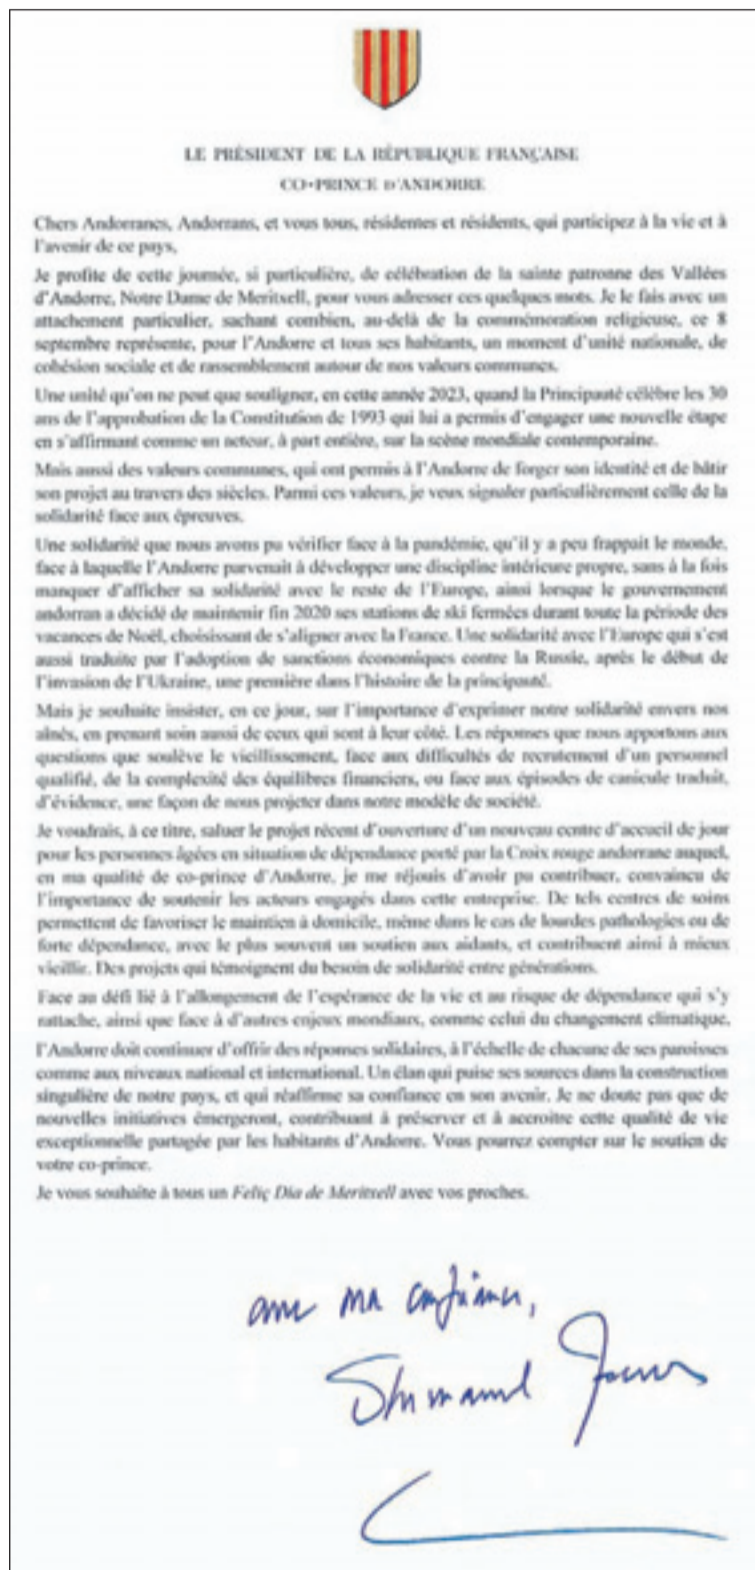 LE PRÉSIDENT DE LA RÉPUBLIQUE FRANÇAISE
CO-PRINCE D'ANDORRE
Chers Andorranes, Andorrans, et vous tous, résidentes et résidents, qui participez à la vie et à
l'avenir de ce pays,
Je profite de cette journée, si particulière, de célébration de la sainte patronne des Vallées
d'Andorre, Notre Dame de Meritxell, pour vous adresser ces quelques mots. Je le fais avec un
attachement particulier, sachant combien, au-delà de la commémoration religieuse, ce 8
septembre représente, pour l'Andorre et tous ses habitants, un moment d'unité nationale, de
cohésion sociale et de rassemblement autour de nos valeurs communes.
Une unité qu'on ne peut que souligner, en cette année 2023, quand la Principauté célèbre les 30
ans de l'approbation de la Constitution de 1993 qui lui a permis d'engager une nouvelle étape
en s'affirmant comme un acteur, à part entière, sur la scène mondiale contemporaine.
Mais aussi des valeurs communes, qui ont permis à l'Andorre de forger son identité et de bâtir
son projet au travers des siècles. Parmi ces valeurs, je veux signaler particulièrement celle de la
solidarité face aux épreuves.
Une solidarité que nous avons pu vérifier face à la pandémie, qu'il y a peu frappait le monde,
face à laquelle l'Andorre parvenait à développer une discipline intérieure propre, sans à la fois
manquer d'afficher sa solidarité avec le reste de l'Europe, ainsi lorsque le gouvernement
andorran a décidé de maintenir fin 2020 ses stations de ski fermées durant toute la période des
vacances de Noël, choisissant de s'aligner avec la France. Une solidarité avec l'Europe qui s'est
aussi traduite par l'adoption de sanctions économiques contre la Russie, après le début de
l'invasion de l'Ukraine, une première dans l'histoire de la principauté.
Mais je souhaite insister, en ce jour, sur l'importance d'exprimer notre solidarité envers nos
aînés, en prenant soin aussi de ceux qui sont à leur côté. Les réponses que nous apportons aux
questions que soulève le vieillissement, face aux difficultés de recrutement d'un personnel
qualifié, de la complexité des équilibres financiers, ou face aux épisodes de canicule traduit,
d'évidence, une façon de nous projeter dans notre modèle de société.
Je voudrais, à ce titre, saluer le projet récent d'ouverture d'un nouveau centre d'accueil de jour
pour les personnes âgées en situation de dépendance porté par la Croix rouge andorrane auquel,
en ma qualité de co-prince d'Andorre, je me réjouis d'avoir pu contribuer, convaincu de
l'importance de soutenir les acteurs engagés dans cette entreprise. De tels centres de soins
permettent de favoriser le maintien à domicile, même dans le cas de lourdes pathologies ou de
forte dépendance, avec le plus souvent un soutien aux aidants, et contribuent ainsi à mieux
vieillir. Des projets qui témoignent du besoin de solidarité entre générations.
Face au défi lié à l'allongement de l'espérance de la vie et au risque de dépendance qui s'y
rattache, ainsi que face à d'autres enjeux mondiaux, comme celui du changement climatique,
l'Andorre doit continuer d'offrir des réponses solidaires, à l'échelle de chacune de ses paroisses
comme aux niveaux national et international. Un élan qui puise ses sources dans la construction
singulière de notre pays, et qui réaffirme sa confiance en son avenir. Je ne doute pas que de
nouvelles initiatives émergeront, contribuant à préserver et à accroitre cette qualité de vie
exceptionnelle partagée par les habitants d'Andorre. Vous pourrez compter sur le soutien de
votre co-prince.
Je vous souhaite à tous un Feliç Dia de Meritxell avec vos proches.
avec ma confiance,